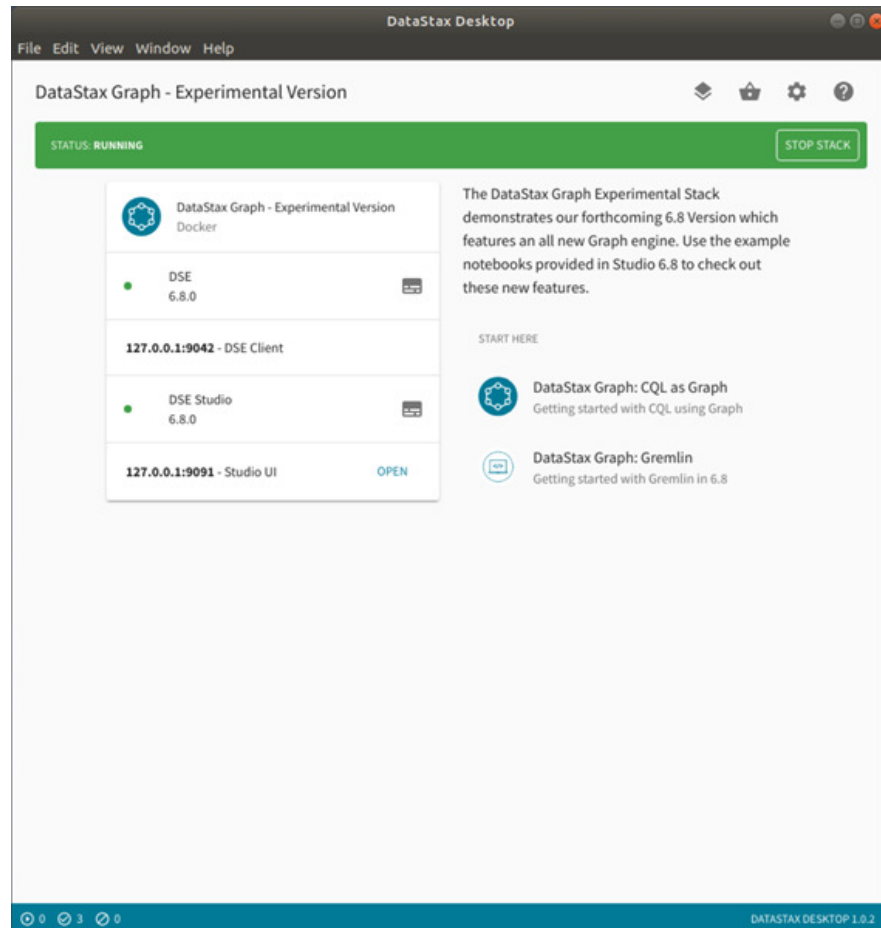 DataStax Desktop
File Edit View Window Help
DataStax Graph - Experimental Version
STATUS: RUNNING
STOP STACK
DataStax Graph - Experimental Version
Docker
DSE
6.8.0
127.0.0.1:9042 - DSE Client
DSE Studio
6.8.0
127.0.0.1:9091 - Studio UI
OPEN
The DataStax Graph Experimental Stack
demonstrates our forthcoming 6.8 Version which
features an all new Graph engine. Use the example
notebooks provided in Studio 6.8 to check out
these new features.
START HERE
DataStax Graph: CQL as Graph
Getting started with CQL using Graph
DataStax Graph: Gremlin
Getting started with Gremlin in 6.8
0 3 0
DATASTAX DESKTOP 1.0.2